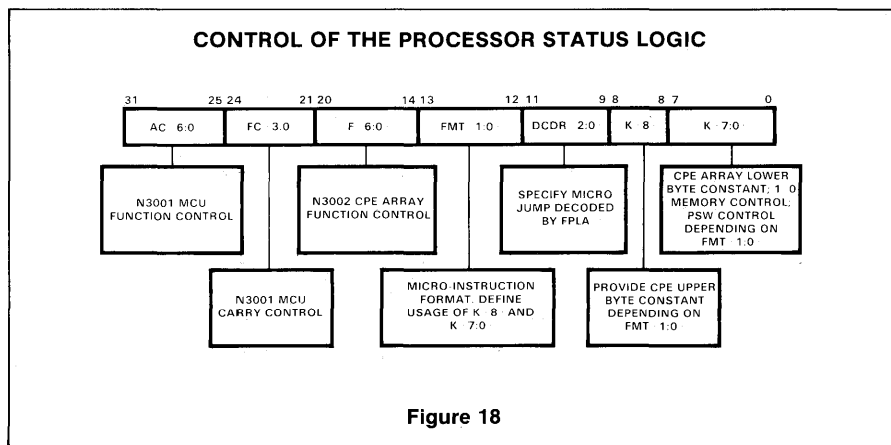 CONTROL OF THE PROCESSOR STATUS LOGIC
31 25 24 21 20 14 13 12 11 9 8 8 7 0
AC 6:0 FC 3.0 F 6:0 FMT 1:0 DCDR 2:0 K 8 K 7:0
N3001 MCU
FUNCTION CONTROL
N3002 CPE ARRAY
FUNCTION CONTROL
SPECIFY MICRO
JUMP DECODED
BY FPLA
CPE ARRAY LOWER
BYTE CONSTANT; 1 0
MEMORY CONTROL;
PSW CONTROL
DEPENDING ON
FMT 1:0
N3001 MCU
CARRY CONTROL
MICRO-INSTRUCTION
FORMAT. DEFINE
USAGE OF K 8 AND
K 7:0
PROVIDE CPE UPPER
BYTE CONSTANT
DEPENDING ON
FMT 1:0
Figure 18